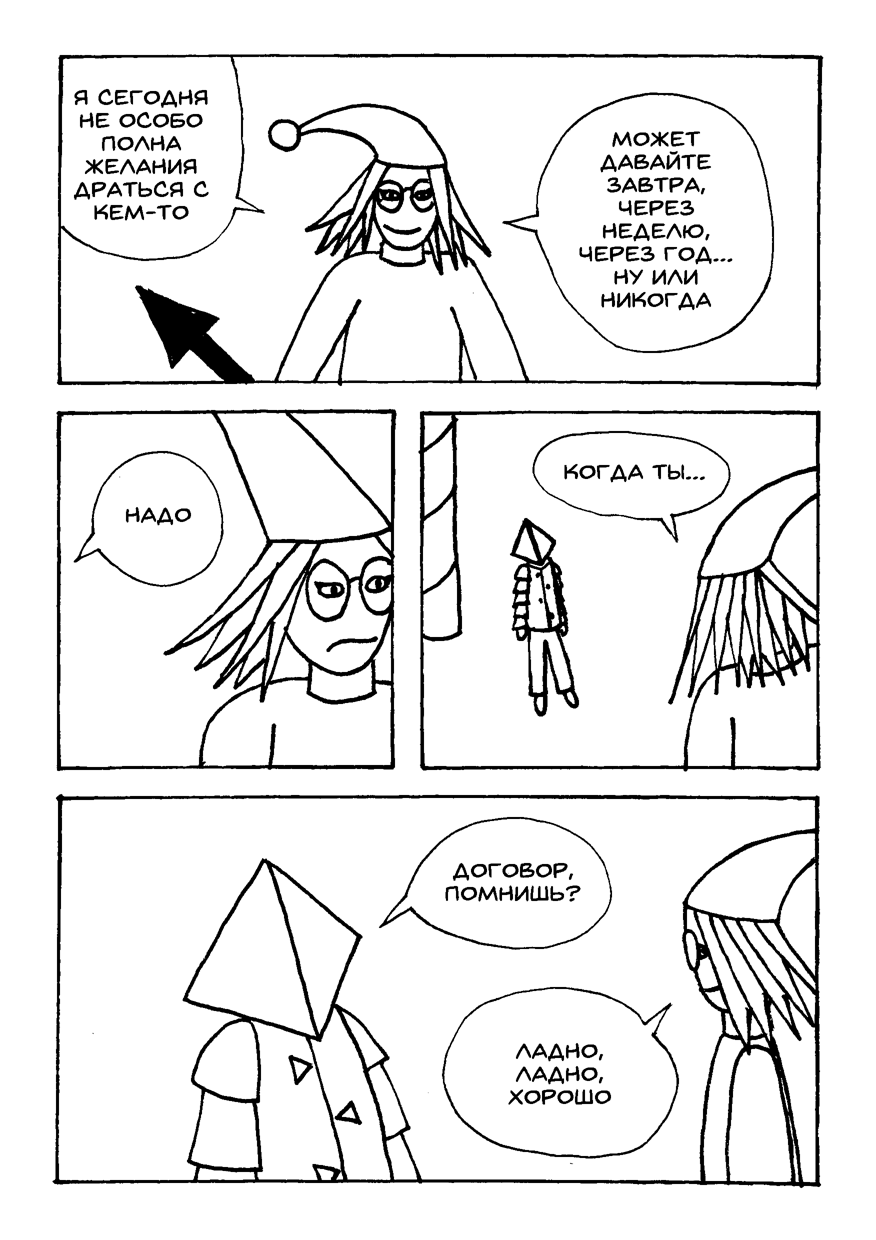 Я СЕГОДНЯ
НЕ ОСОБО
ПОЛНА
ЖЕЛАНИЯ
ДРАТЬСЯ С
КЕМ-ТО
МОЖЕТ
ДАВАЙТЕ
ЗАВТРА,
ЧЕРЕЗ
НЕДЕЛЮ,
ЧЕРЕЗ ГОД...
НУ ИЛИ
НИКОГДА
НАДО
КОГДА ТЫ...
ДОГОВОР,
ПОМНИШЬ?
ЛАДНО,
ЛАДНО,
ХОРОШО